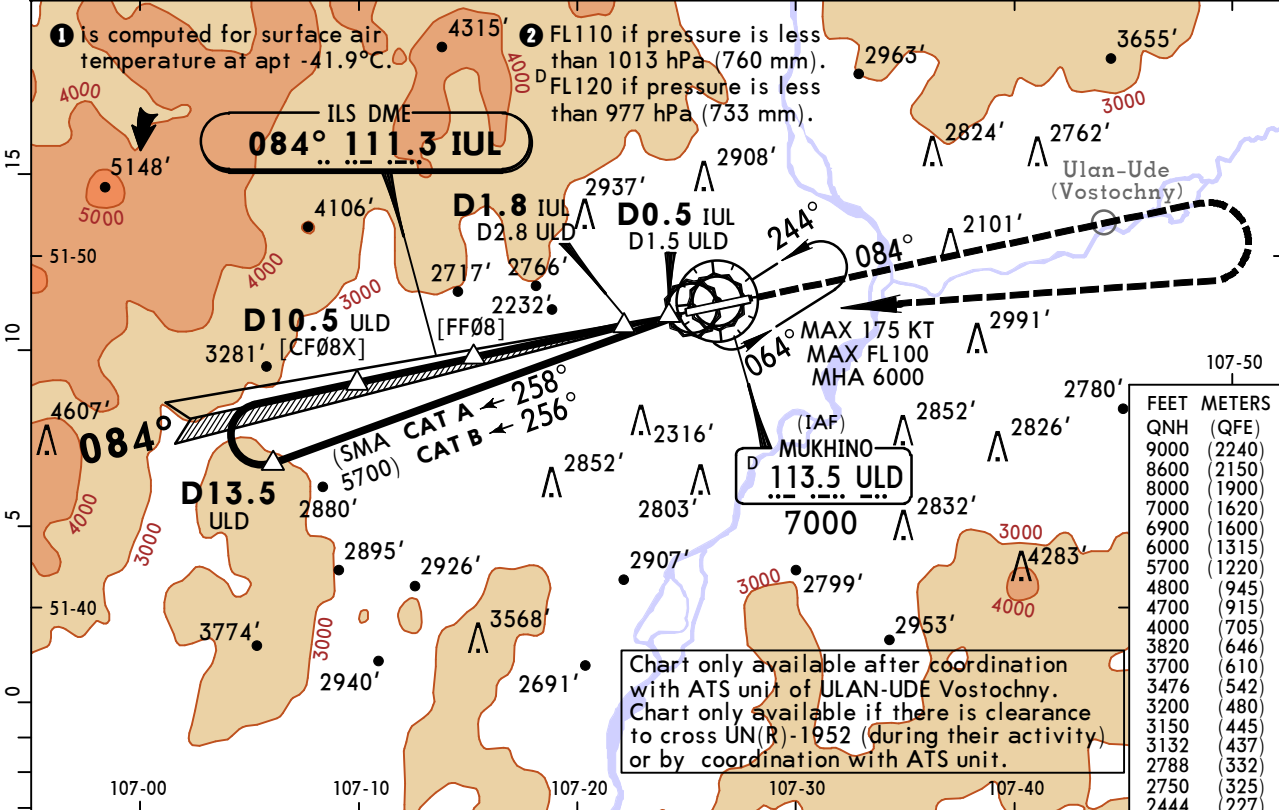 1 is computed for surface air
temperature at apt -41.9°C.
2 FL110 if pressure is less
than 1013 hPa (760 mm).
D FL120 if pressure is less
than 977 hPa (733 mm).
4315'
4000
2963'
3655'
3000
4000
ILS DME
084° 111.3 IUL
2824'
2762'
15
5148'
5000
2908'
Ulan-Ude
(Vostochny)
2937'
4106'
D1.8 IUL
D2.8 ULD
D0.5 IUL
D1.5 ULD
244°
084°
2101'
51-50
4000
3000
2717'
2766'
2232'
10
D10.5 ULD
[CFØ8X]
[FFØ8]
3281'
064°
MAX 175 KT
MAX FL100
MHA 6000
2991'
107-50
4607'
084°
CAT A ← 258°
CAT B ← 256°
(SMA
5700)
2316'
2852'
2826'
2780'
(IAF)
MUKHINO
D 113.5 ULD
7000
D13.5
ULD
2880'
2852'
2803'
2832'
4000
3000
5
2895'
2926'
2907'
2799'
3000
3000
4283'
4000
51-40
3774'
3000
3568'
2953'
2940'
2691'
0
Chart only available after coordination
with ATS unit of ULAN-UDE Vostochny.
Chart only available if there is clearance
to cross UN(R)-1952 (during their activity)
or by coordination with ATS unit.
107-00
107-10
107-20
107-30
107-40
FEET METERS
QNH (QFE)
9000 (2240)
8600 (2150)
8000 (1900)
7000 (1620)
6900 (1600)
6000 (1315)
5700 (1220)
4800 (945)
4700 (915)
4000 (705)
3820 (646)
3700 (610)
3476 (542)
3200 (480)
3150 (445)
3132 (437)
2788 (332)
2750 (325)
2444 (227)